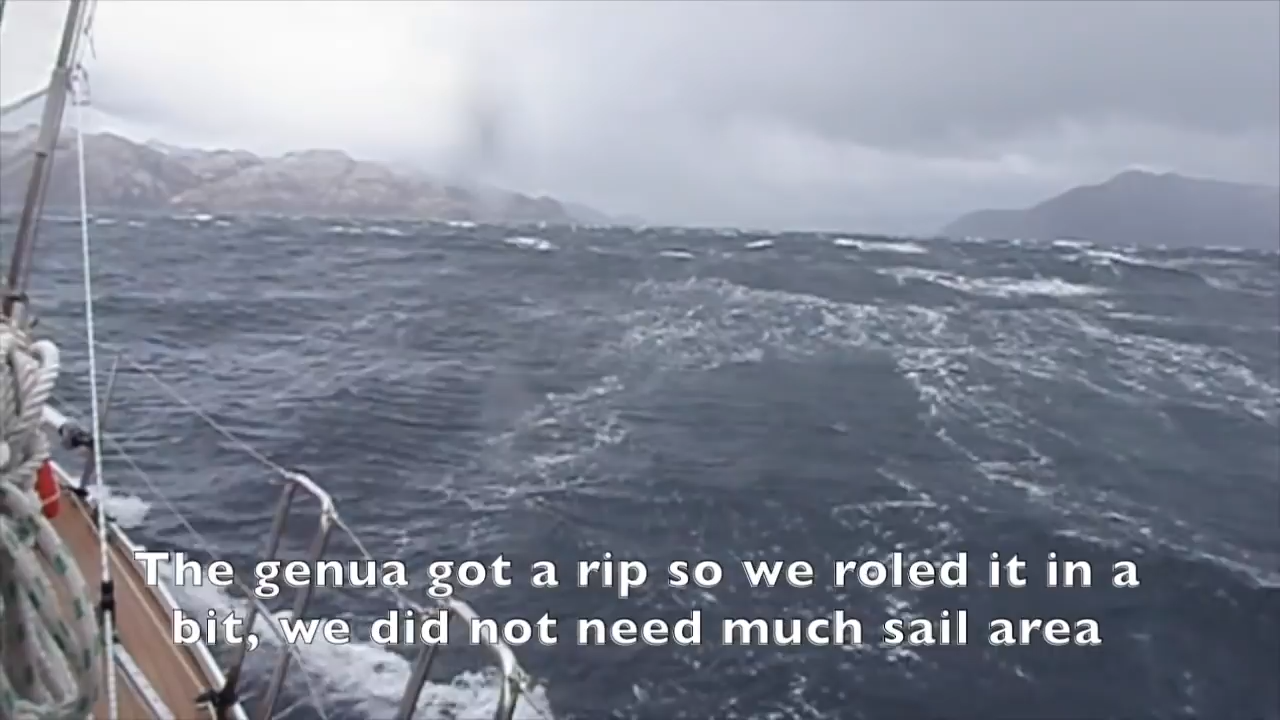 The genua got a rip so we roled it in a
bit, we did not need much sail area